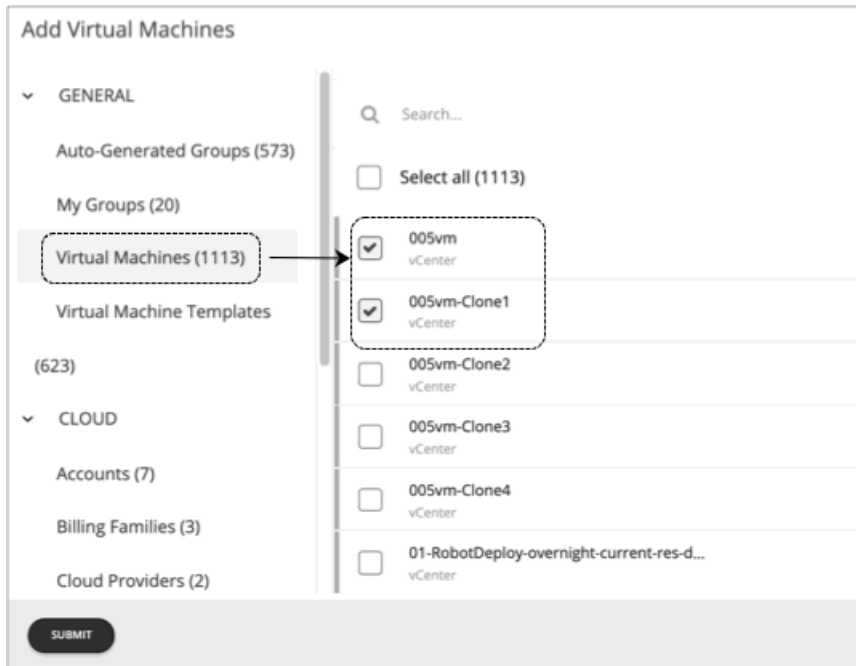 Add Virtual Machines
GENERAL
Auto-Generated Groups (573)
My Groups (20)
Virtual Machines (1113)
Virtual Machine Templates
(623)
CLOUD
Accounts (7)
Billing Families (3)
Cloud Providers (2)
Search...
Select all (1113)
005vm
vCenter
005vm-Clone1
vCenter
005vm-Clone2
vCenter
005vm-Clone3
vCenter
005vm-Clone4
vCenter
01-RobotDeploy-overnight-current-res-d...
vCenter
SUBMIT